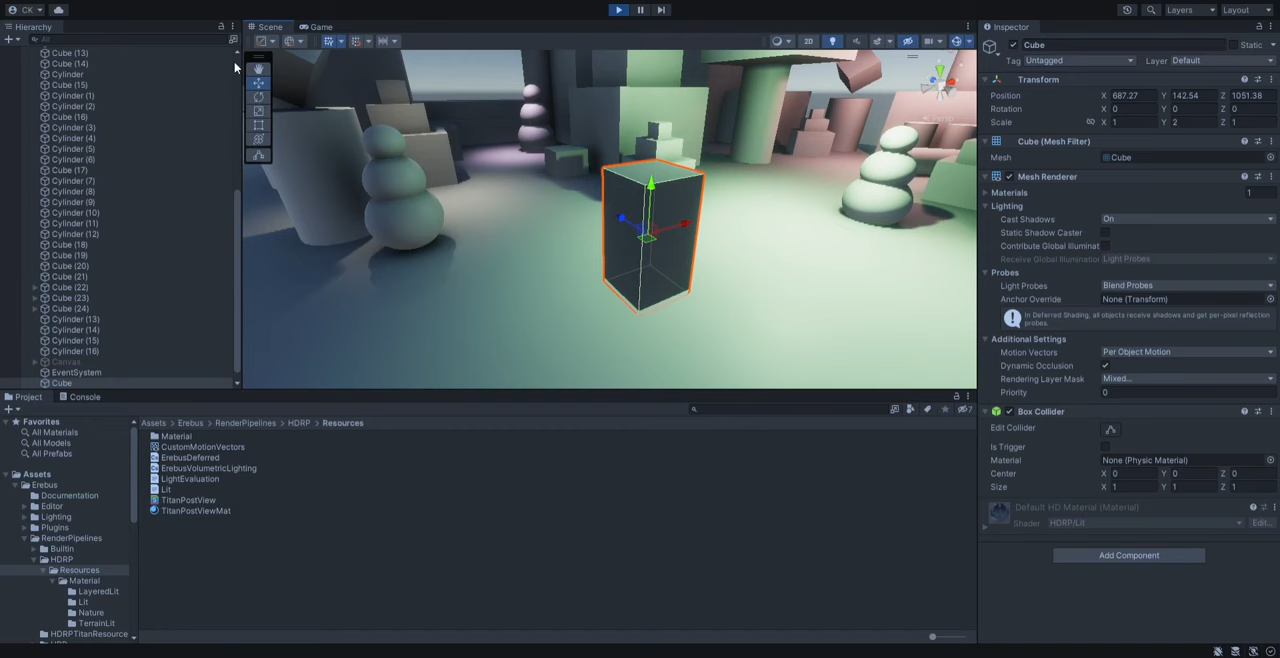 CK
Layers
Layout
Hierarchy
All
Cube (13)
Cube (14)
Cylinder
Cube (15)
Cylinder (1)
Cylinder (2)
Cube (16)
Cylinder (3)
Cylinder (4)
Cylinder (5)
Cylinder (6)
Cube (17)
Cylinder (7)
Cylinder (8)
Cylinder (9)
Cylinder (10)
Cylinder (11)
Cylinder (12)
Cube (18)
Cube (19)
Cube (20)
Cube (21)
Cube (22)
Cube (23)
Cube (24)
Cylinder (13)
Cylinder (14)
Cylinder (15)
Cylinder (16)
Canvas
EventSystem
Cube
Scene
Game
2D
Persp
Inspector
Cube
Static
Tag Untagged
Layer Default
Transform
Position X 687.27 Y 142.54 Z 1051.38
Rotation X 0 Y 0 Z 0
Scale X 1 Y 2 Z 1
Cube (Mesh Filter)
Mesh Cube
Mesh Renderer
Materials 1
Lighting
Cast Shadows On
Static Shadow Caster
Contribute Global Illuminat
Receive Global Illumination Light Probes
Probes
Light Probes Blend Probes
Anchor Override None (Transform)
In Deferred Shading, all objects receive shadows and get per-pixel reflection
probes.
Additional Settings
Motion Vectors Per Object Motion
Dynamic Occlusion
Rendering Layer Mask Mixed...
Priority 0
Box Collider
Edit Collider
Is Trigger
Material None (Physic Material)
Center X 0 Y 0 Z 0
Size X 1 Y 1 Z 1
Default HD Material (Material)
Shader HDRP/Lit Edit...
Add Component
Project
Console
7
Favorites
All Materials
All Models
All Prefabs
Assets
Erebus
Documentation
Editor
Lighting
Plugins
RenderPipelines
Builtin
HDRP
Resources
Material
LayeredLit
Lit
Nature
TerrainLit
HDRPTitanResource
Assets > Erebus > RenderPipelines > HDRP > Resources
Material
CustomMotionVectors
ErebusDeferred
ErebusVolumetricLighting
LightEvaluation
Lit
TitanPostView
TitanPostViewMat